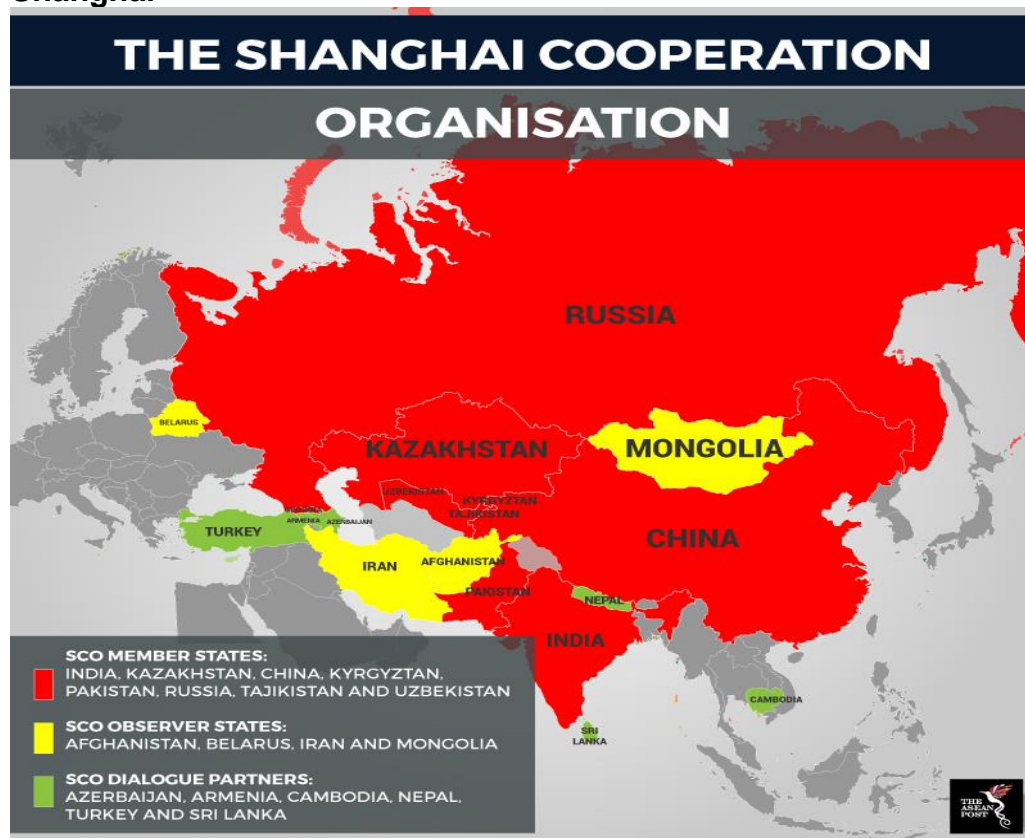 THE SHANGHAI COOPERATION
ORGANISATION
RUSSIA
BELARUS
KAZAKHSTAN
MONGOLIA
UZBEKISTAN
KYRGYZTAN
TAJIKISTAN
ARMENIA
AZERBAIJAN
TURKEY
CHINA
IRAN
AFGHANISTAN
PAKISTAN
NEPAL
INDIA
CAMBODIA
SRI
LANKA
SCO MEMBER STATES:
INDIA, KAZAKHSTAN, CHINA, KYRGYZTAN,
PAKISTAN, RUSSIA, TAJIKISTAN AND UZBEKISTAN
SCO OBSERVER STATES:
AFGHANISTAN, BELARUS, IRAN AND MONGOLIA
SCO DIALOGUE PARTNERS:
AZERBAIJAN, ARMENIA, CAMBODIA, NEPAL,
TURKEY AND SRI LANKA
THE
ASEAN
POST